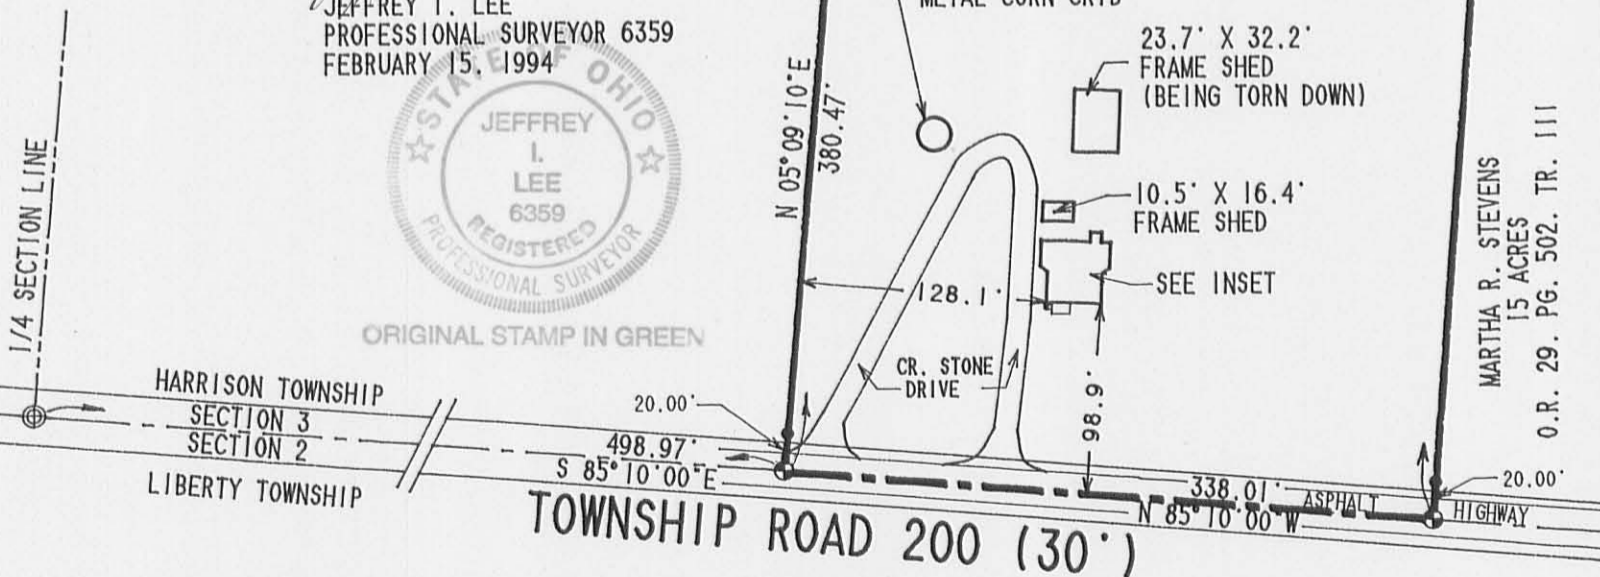 JEFFREY I. LEE
PROFESSIONAL SURVEYOR 6359
FEBRUARY 15, 1994
STATE OF OHIO
JEFFREY
I.
LEE
6359
REGISTERED
PROFESSIONAL SURVEYOR
ORIGINAL STAMP IN GREEN
1/4 SECTION LINE
N 05°09'10"E
380.47'
METAL CORN CRIB
23.7' X 32.2'
FRAME SHED
(BEING TORN DOWN)
10.5' X 16.4'
FRAME SHED
SEE INSET
128.1'
CR. STONE
DRIVE
98.9'
MARTHA R. STEVENS
15 ACRES
O.R. 29, PG. 502, TR. III
HARRISON TOWNSHIP
SECTION 3
SECTION 2
LIBERTY TOWNSHIP
20.00'
498.97'
S 85°10'00"E
338.01'
N 85°10'00"W
ASPHALT
HIGHWAY
20.00'
TOWNSHIP ROAD 200 (30')